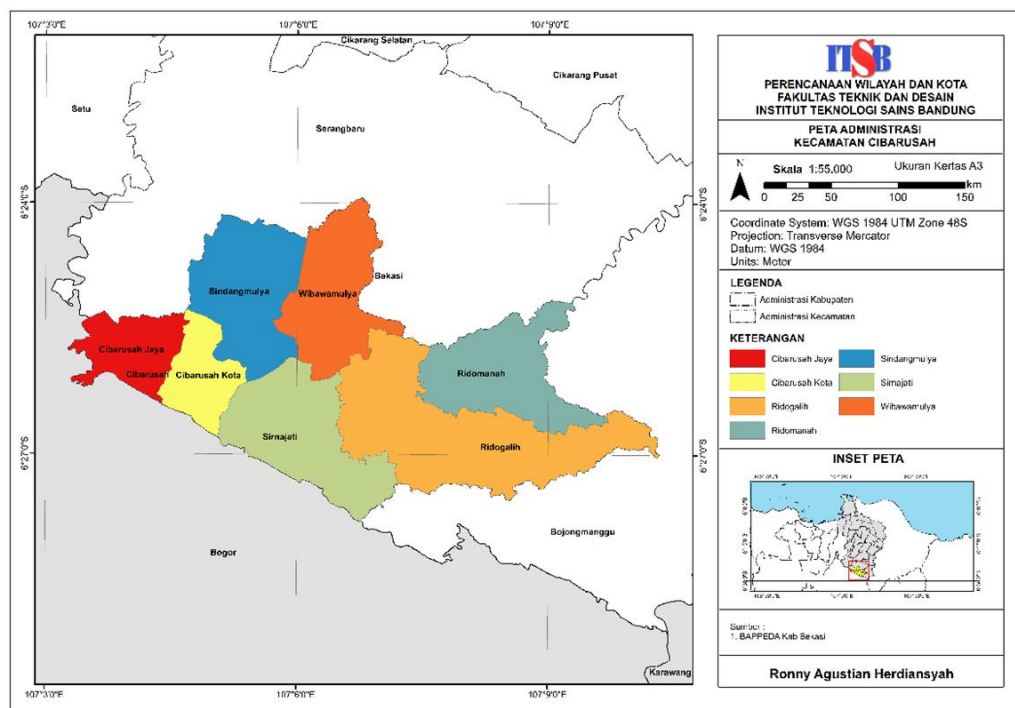 107°3'0"E
107°6'0"E
107°9'0"E
Cikarang Selatan
Cikarang Pusat
Setu
Serangbaru
6°24'0"S
6°24'0"S
Sindangmulya
Wibawamulya
Bekasi
Cibarusah Jaya
Cibarusah
Cibarusah Kota
Ridomanah
Sirnajati
Ridogalih
6°27'0"S
6°27'0"S
Bogor
Bojongmanggu
Karawang
107°3'0"E
107°6'0"E
107°9'0"E
ITSB
PERENCANAAN WILAYAH DAN KOTA
FAKULTAS TEKNIK DAN DESAIN
INSTITUT TEKNOLOGI SAINS BANDUNG
PETA ADMINISTRASI
KECAMATAN CIBARUSAH
N
Skala 1:55.000 Ukuran Kertas A3
km
0 25 50 100 150
Coordinate System: WGS 1984 UTM Zone 48S
Projection: Transverse Mercator
Datum: WGS 1984
Units: Meter
LEGENDA
Administrasi Kabupaten
Administrasi Kecamatan
KETERANGAN
Cibarusah Jaya
Sindangmulya
Cibarusah Kota
Sirnajati
Ridogalih
Wibawamulya
Ridomanah
INSET PETA
Sumber :
1. BAPPEDA Kab Bekasi
Ronny Agustian Herdiansyah